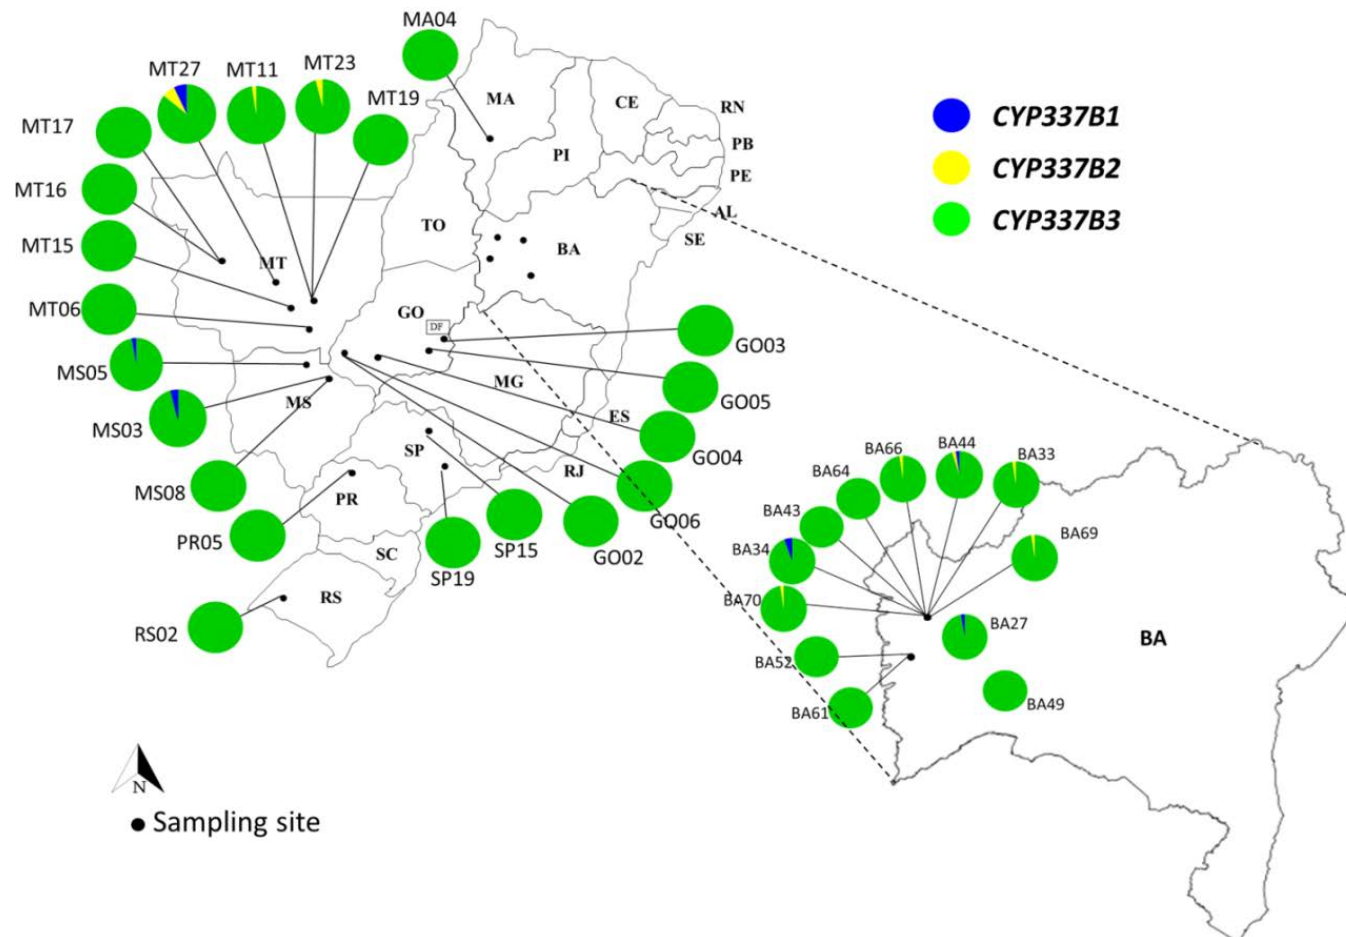 MA04
MT27
MT11
MT23
MT19
MT17
MT16
MT15
MT06
MS05
MS03
MS08
PR05
RS02
SP19
SP15
GO02
GO06
GO04
GO05
GO03
MA
CE
RN
PB
PE
AL
SE
PI
TO
BA
MT
GO
DF
MG
ES
MS
SP
RJ
PR
SC
RS
CYP337B1
CYP337B2
CYP337B3
BA66
BA44
BA33
BA64
BA43
BA34
BA69
BA70
BA27
BA52
BA61
BA49
BA
N
Sampling site